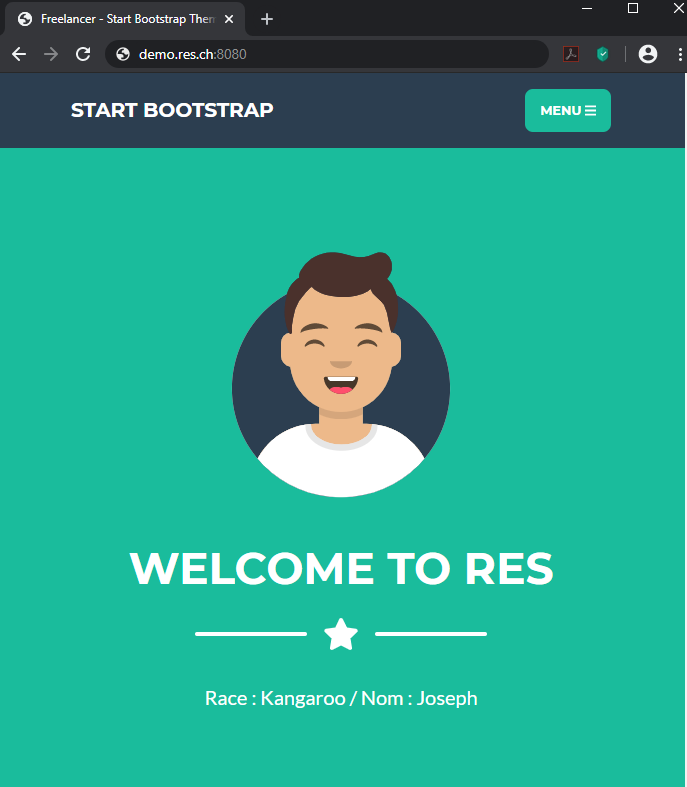 Freelancer - Start Bootstrap Them
demo.res.ch:8080
START BOOTSTRAP
MENU
WELCOME TO RES
Race : Kangaroo / Nom : Joseph